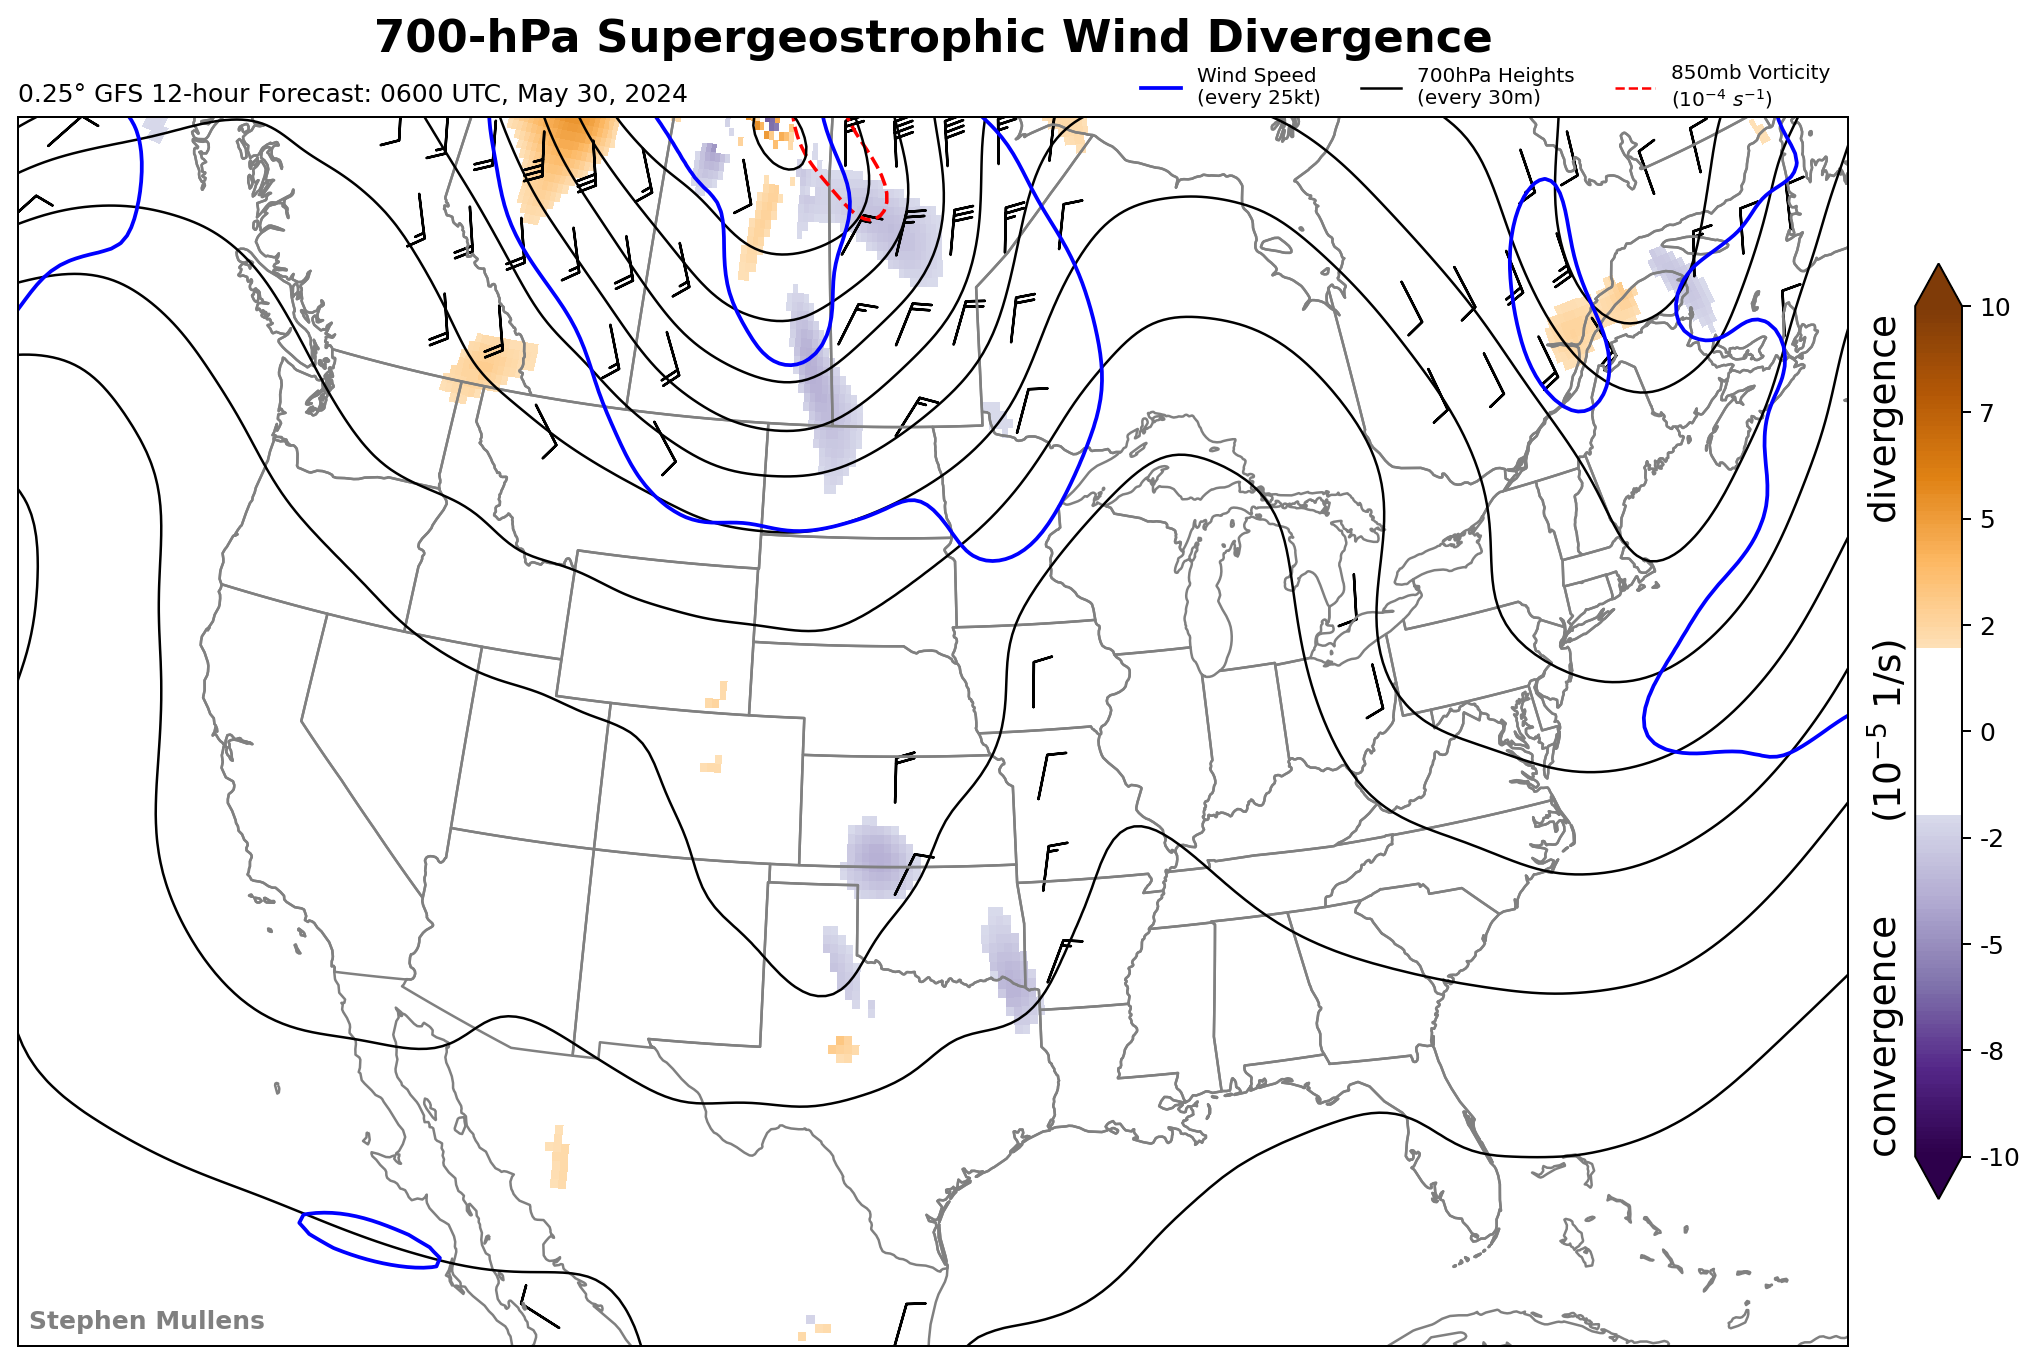 700-hPa Supergeostrophic Wind Divergence
0.25° GFS 12-hour Forecast: 0600 UTC, May 30, 2024
Wind Speed
(every 25kt)
700hPa Heights
(every 30m)
850mb Vorticity
(10⁻⁴ s⁻¹)
10
7
5
2
0
-2
-5
-8
-10
convergence (10⁻⁵ 1/s) divergence
Stephen Mullens